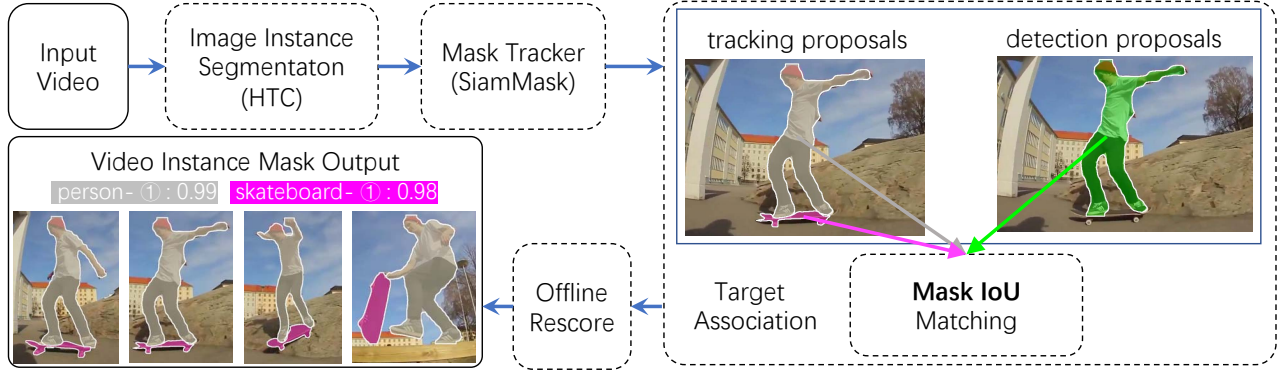 Input
Video
Image Instance
Segmentaton
(HTC)
Mask Tracker
(SiamMask)
tracking proposals
detection proposals
Target
Association
Mask IoU
Matching
Offline
Rescore
Video Instance Mask Output
person- ① : 0.99
skateboard- ① : 0.98